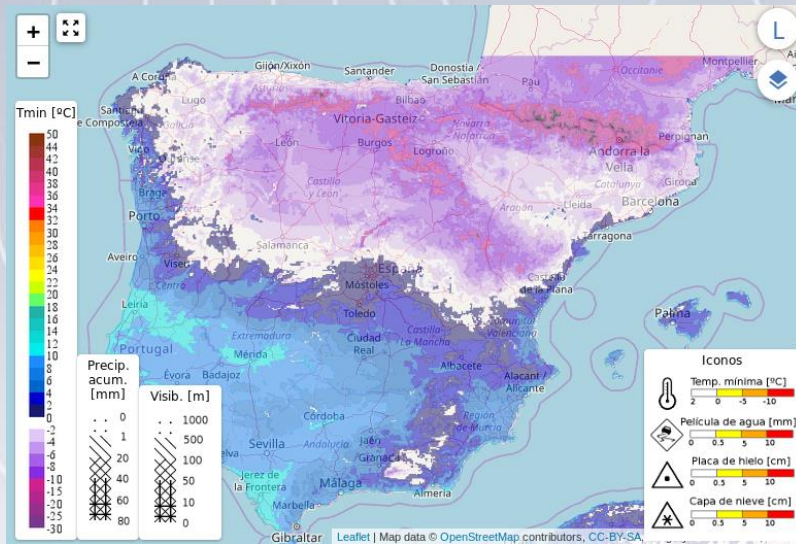 +
−
L
Gijón/Xixón
Donostia /
San Sebastián
Montpellier
A Coruña
Santander
Pau
Occitanie
Lugo
Bilbao
Vitoria-Gasteiz
de Compostela
León
Burgos
Logroño
Navarra
Nafarroa
Perpignan
Andorra la
Vella
Vigo
Girona
Castilla
y León
Aragón
Catalunya
Barcelona
Braga
Lleida
Porto
Salamanca
Tarragona
Aveiro
Viseu
España
Móstoles
Castelló
de la Plana
Centro
Toledo
Leiria
Castilla-
La Mancha
Comunitat
Valenciana
Palma
Portugal
Extremadura
Ciudad
Real
Mérida
Albacete
Évora
Badajoz
Alacant /
Alicante
Córdoba
Región
de Murcia
Jaén
Sevilla
Andalucía
Granada
Jerez de
la Frontera
Málaga
Almería
Marbella
Gibraltar
Tmin [ºC]
50
44
42
40
38
36
34
32
30
28
26
24
22
20
18
16
14
12
10
8
6
4
2
0
-2
-4
-6
-8
-10
-15
-20
-25
-30
Precip.
acum.
[mm]
0
1
20
40
60
80
Visib. [m]
1000
500
100
50
10
0
Iconos
Temp. mínima [ºC]
2 0 -5 -10
Película de agua [mm]
0 0.5 5 10
Placa de hielo [cm]
0 0.5 5 10
Capa de nieve [cm]
0 0.5 5 10
Leaflet | Map data © OpenStreetMap contributors, CC-BY-SA,